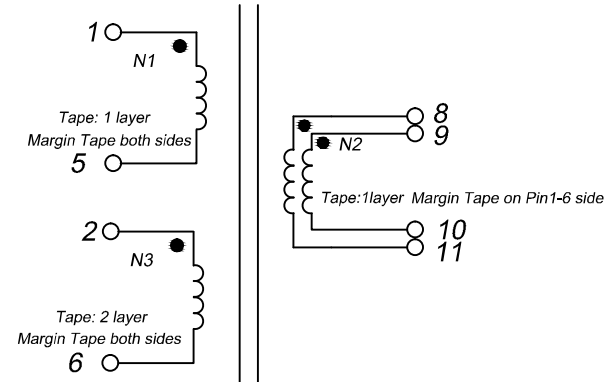 1
N1
Tape: 1 layer
Margin Tape both sides
5
2
N3
Tape: 2 layer
Margin Tape both sides
6
8
9
N2
Tape:1layer Margin Tape on Pin1-6 side
10
11